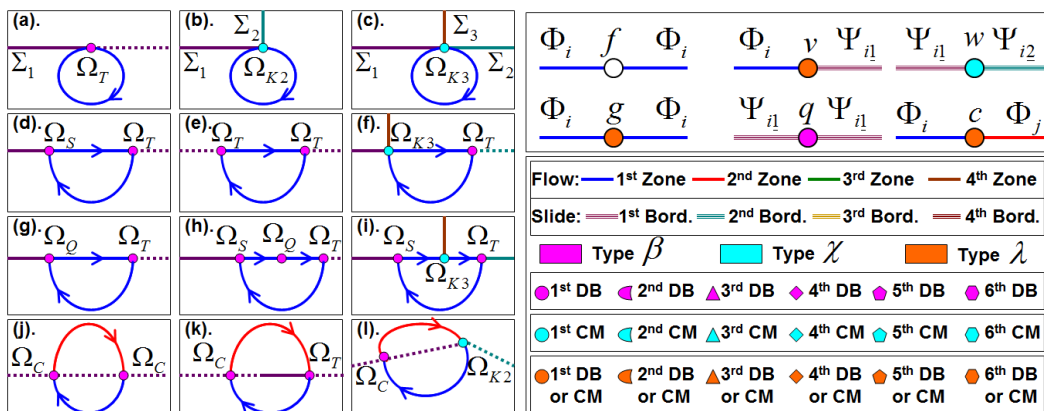 (a).
Σ1
ΩT
(b).
Σ2
Σ1
ΩK2
(c).
Σ3
Σ1
ΩK3
Σ2
(d).
ΩS
ΩT
(e).
ΩT
ΩT
(f).
ΩK3
ΩT
(g).
ΩQ
ΩT
(h).
ΩS
ΩQ
ΩT
(i).
ΩS
ΩT
ΩK3
(j).
ΩC
ΩC
(k).
ΩC
ΩT
(l).
ΩC
ΩK2
Φi f Φi
Φi v Ψi1
Ψi1 w Ψi2
Φi g Φi
Ψi1 q Ψi1
Φi c Φj
Flow: 1st Zone 2nd Zone 3rd Zone 4th Zone
Slide: 1st Bord. 2nd Bord. 3rd Bord. 4th Bord.
Type β Type χ Type λ
1st DB 2nd DB 3rd DB 4th DB 5th DB 6th DB
1st CM 2nd CM 3rd CM 4th CM 5th CM 6th CM
1st DB 2nd DB 3rd DB 4th DB 5th DB 6th DB
or CM or CM or CM or CM or CM or CM